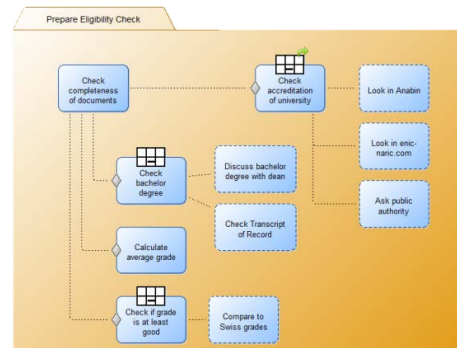 Prepare Eligibility Check
Check
completeness
of documents
Check
accreditation
of university
Look in Anabin
Look in enic-
naric.com
Ask public
authority
Check
bachelor
degree
Discuss bachelor
degree with dean
Check Transcript
of Record
Calculate
average grade
Check if grade
is at least
good
Compare to
Swiss grades